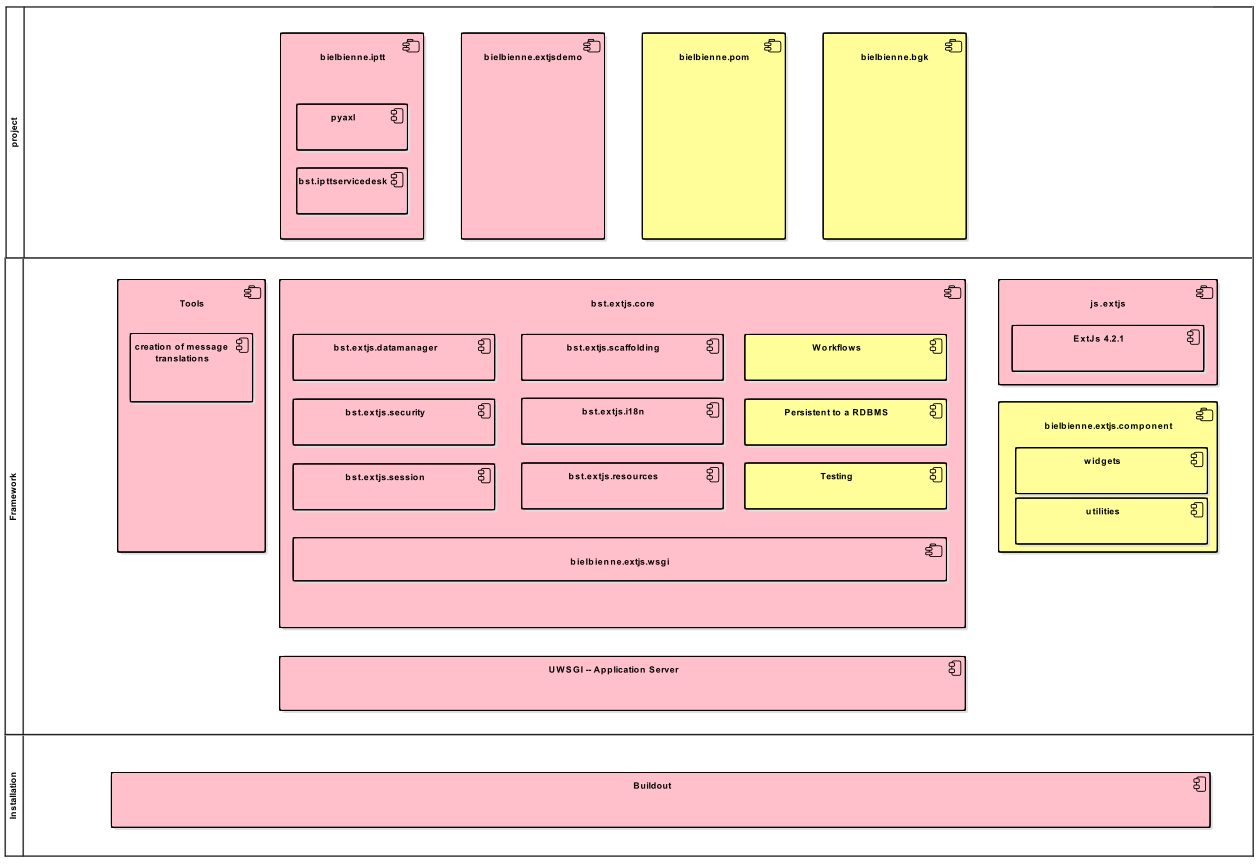 project
bielbienne.iptt
pyaxl
bst.ipttservicedesk
bielbienne.extjsdemo
bielbienne.pom
bielbienne.bgk
Framework
Tools
creation of message
translations
bst.extjs.core
bst.extjs.datamanager
bst.extjs.scaffolding
Workflows
bst.extjs.security
bst.extjs.i18n
Persistent to a RDBMS
bst.extjs.session
bst.extjs.resources
Testing
bielbienne.extjs.wsgi
js.extjs
ExtJs 4.2.1
bielbienne.extjs.component
widgets
utilities
UWSGI -- Application Server
Installation
Buildout